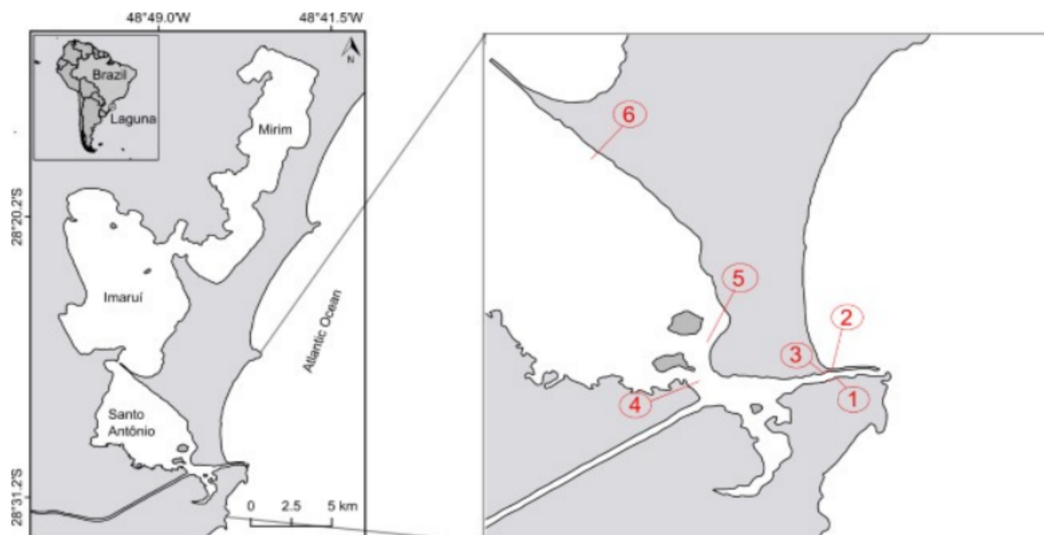 48°49.0'W
48°41.5'W
Brazil
Laguna
N
Mirim
28°20.2'S
Imaruí
Atlantic Ocean
Santo
Antônio
28°31.2'S
0 2.5 5 km
6
5
2
3
4
1